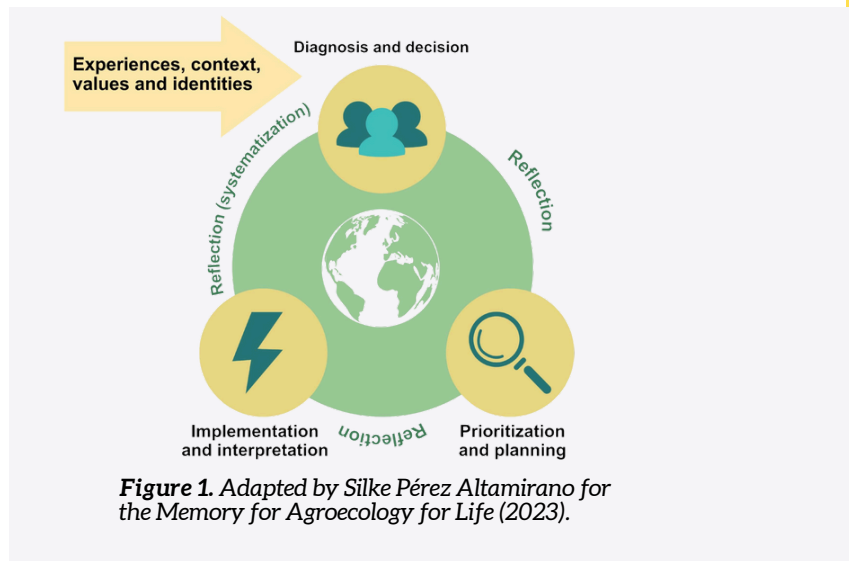 Diagnosis and decision
Experiences, context,
values and identities
Reflection (systematization)
Reflection
Implementation
and interpretation
Reflection
Prioritization
and planning
Figure 1. Adapted by Silke Pérez Altamirano for
the Memory for Agroecology for Life (2023).